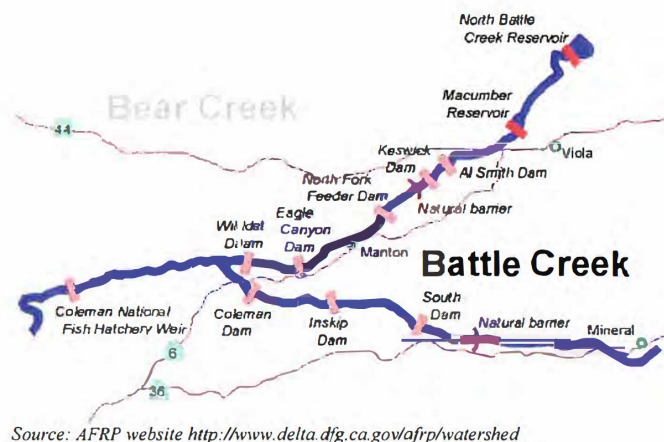 North Battle
Creek Reservoir
Macumber
Reservoir
Bear Creek
44
Keswick
Dam
Viola
Al Smith Dam
North Fork
Feeder Dam
Natural barrier
Eagle
Canyon
Dam
Manton
Battle Creek
Coleman National
Fish Hatchery Weir
Coleman
Dam
Inskip
Dam
South
Dam
Natural barrier
Mineral
6
36
Source: AFRP website http://www.delta.dfg.ca.gov/afrp/watershed